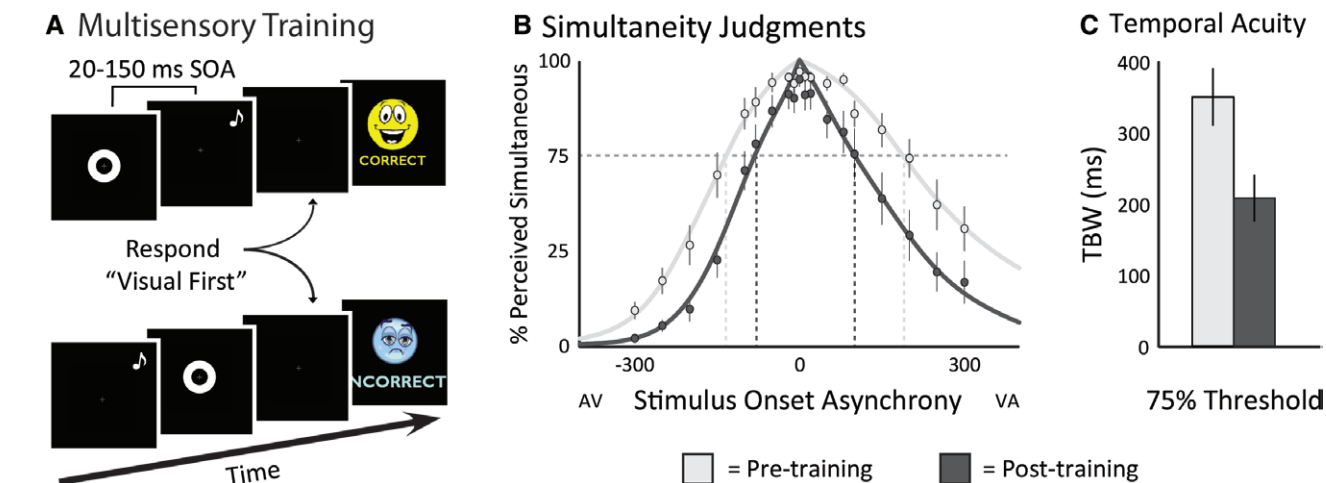 A Multisensory Training
20-150 ms SOA
CORRECT
Respond
“Visual First”
NCORRECT
Time
B Simultaneity Judgments
% Perceived Simultaneous
100
75
25
0
-300
0
300
AV
Stimulus Onset Asynchrony
VA
C Temporal Acuity
TBW (ms)
400
300
200
100
0
75% Threshold
= Pre-training
= Post-training